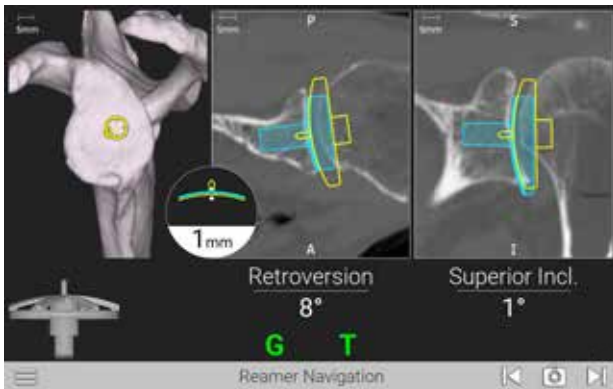 5mm
5mm
P
5mm
S
1mm
A
I
Retroversion
Superior Incl.
8°
1°
G T
Reamer Navigation